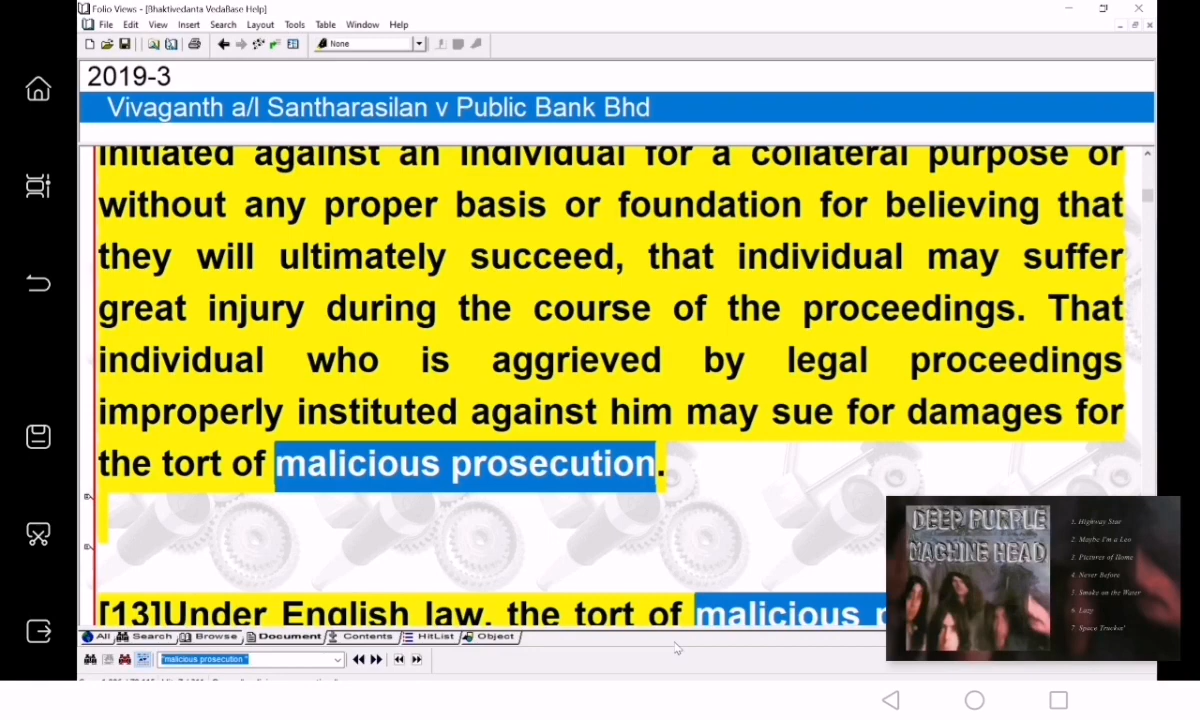 Folio Views - [Bhaktivedanta VedaBase Help]
File Edit View Insert Search Layout Tools Table Window Help
None
2019-3
Vivaganth a/l Santharasilan v Public Bank Bhd
initiated against an individual for a collateral purpose or
without any proper basis or foundation for believing that
they will ultimately succeed, that individual may suffer
great injury during the course of the proceedings. That
individual who is aggrieved by legal proceedings
improperly instituted against him may sue for damages for
the tort of malicious prosecution.
[13]Under English law, the tort of malicious
All Search Browse Document Contents HitList Object
"malicious prosecution"
DEEP PURPLE
MACHINE HEAD
1. Highway Star
2. Maybe I'm a Leo
3. Pictures of Home
4. Never Before
5. Smoke on the Water
6. Lazy
7. Space Truckin'